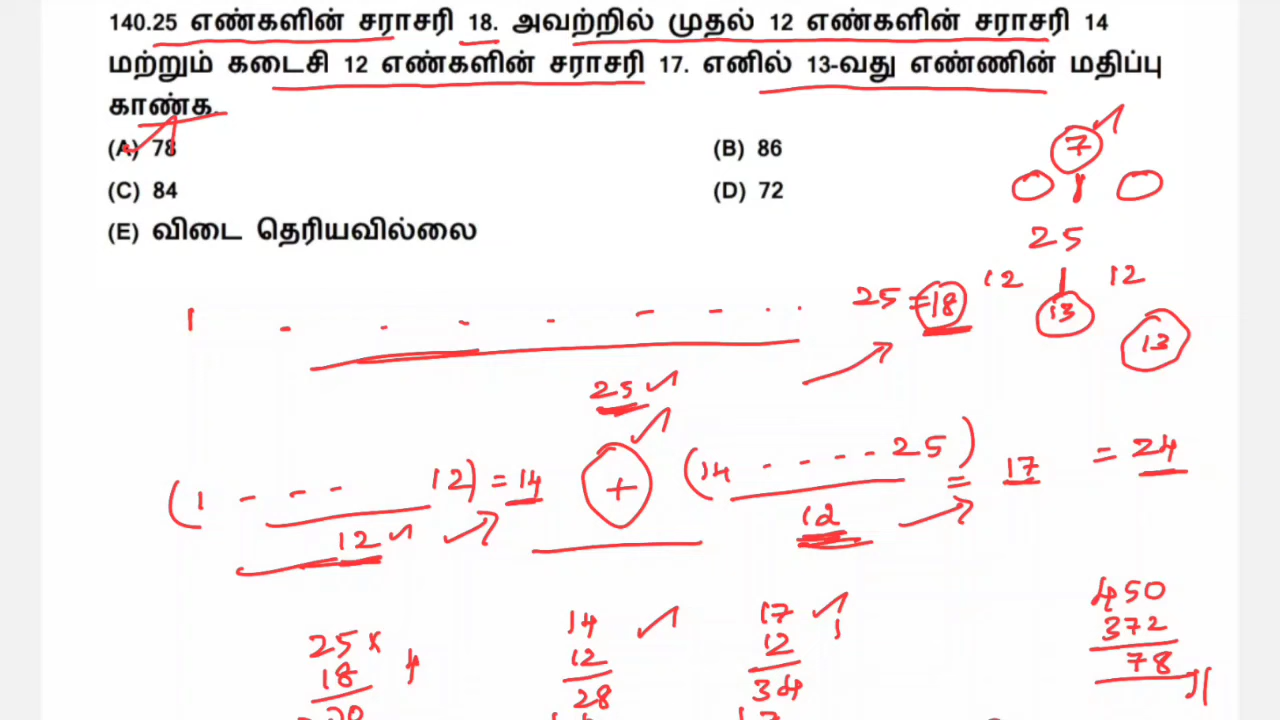 140.25 எண்களின் சராசரி 18. அவற்றில் முதல் 12 எண்களின் சராசரி 14
மற்றும் கடைசி 12 எண்களின் சராசரி 17. எனில் 13-வது எண்ணின் மதிப்பு
காண்க.
(A) 78 (B) 86
(C) 84 (D) 72
(E) விடை தெரியவில்லை
7
25
12 12
13
13
1 25 = 18
25
(1 12) = 14 + (14 25) = 17 = 24
12 12
25 x
18
14
12
28
17
12
34
450
372
78